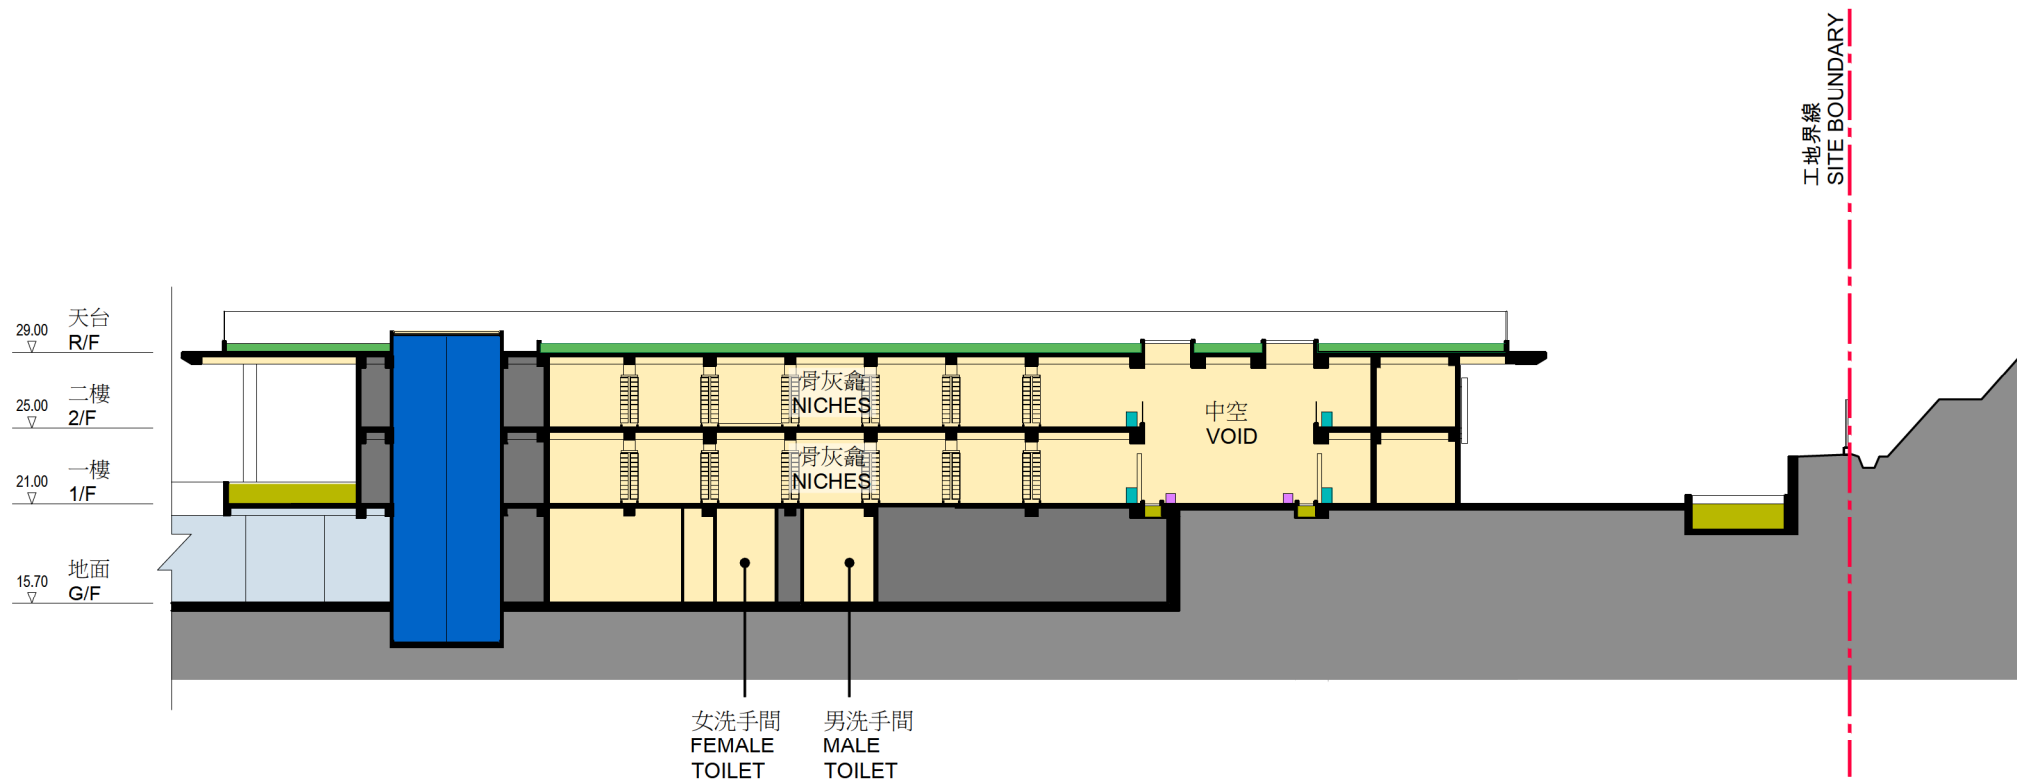 工地界線
SITE BOUNDARY
29.00
天台
R/F
25.00
二樓
2/F
21.00
一樓
1/F
15.70
地面
G/F
骨灰龕
NICHES
骨灰龕
NICHES
中空
VOID
女洗手間
FEMALE
TOILET
男洗手間
MALE
TOILET